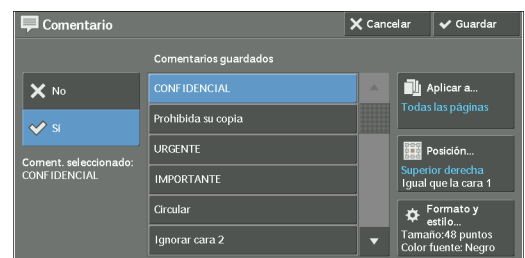 Comentario
Cancelar
Guardar
Comentarios guardados
No
Sí
Coment. seleccionado:
CONFIDENCIAL
CONFIDENCIAL
Prohibida su copia
URGENTE
IMPORTANTE
Circular
Ignorar cara 2
Aplicar a...
Todas las páginas
Posición...
Superior derecha
Igual que la cara 1
Formato y
estilo...
Tamaño:48 puntos
Color fuente: Negro